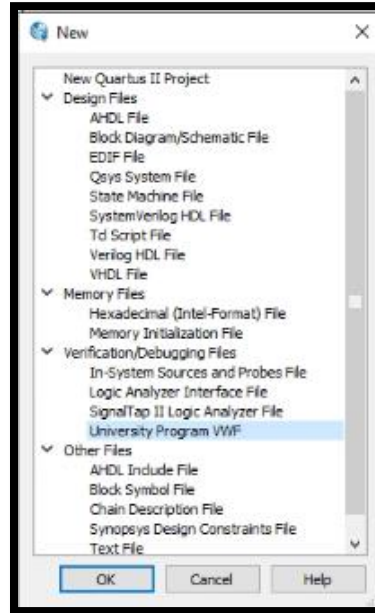 New
New Quartus II Project
Design Files
AHDL File
Block Diagram/Schematic File
EDIF File
Qsys System File
State Machine File
SystemVerilog HDL File
Tcl Script File
Verilog HDL File
VHDL File
Memory Files
Hexadecimal (Intel-Format) File
Memory Initialization File
Verification/Debugging Files
In-System Sources and Probes File
Logic Analyzer Interface File
SignalTap II Logic Analyzer File
University Program VWF
Other Files
AHDL Include File
Block Symbol File
Chain Description File
Synopsys Design Constraints File
Text File
OK Cancel Help